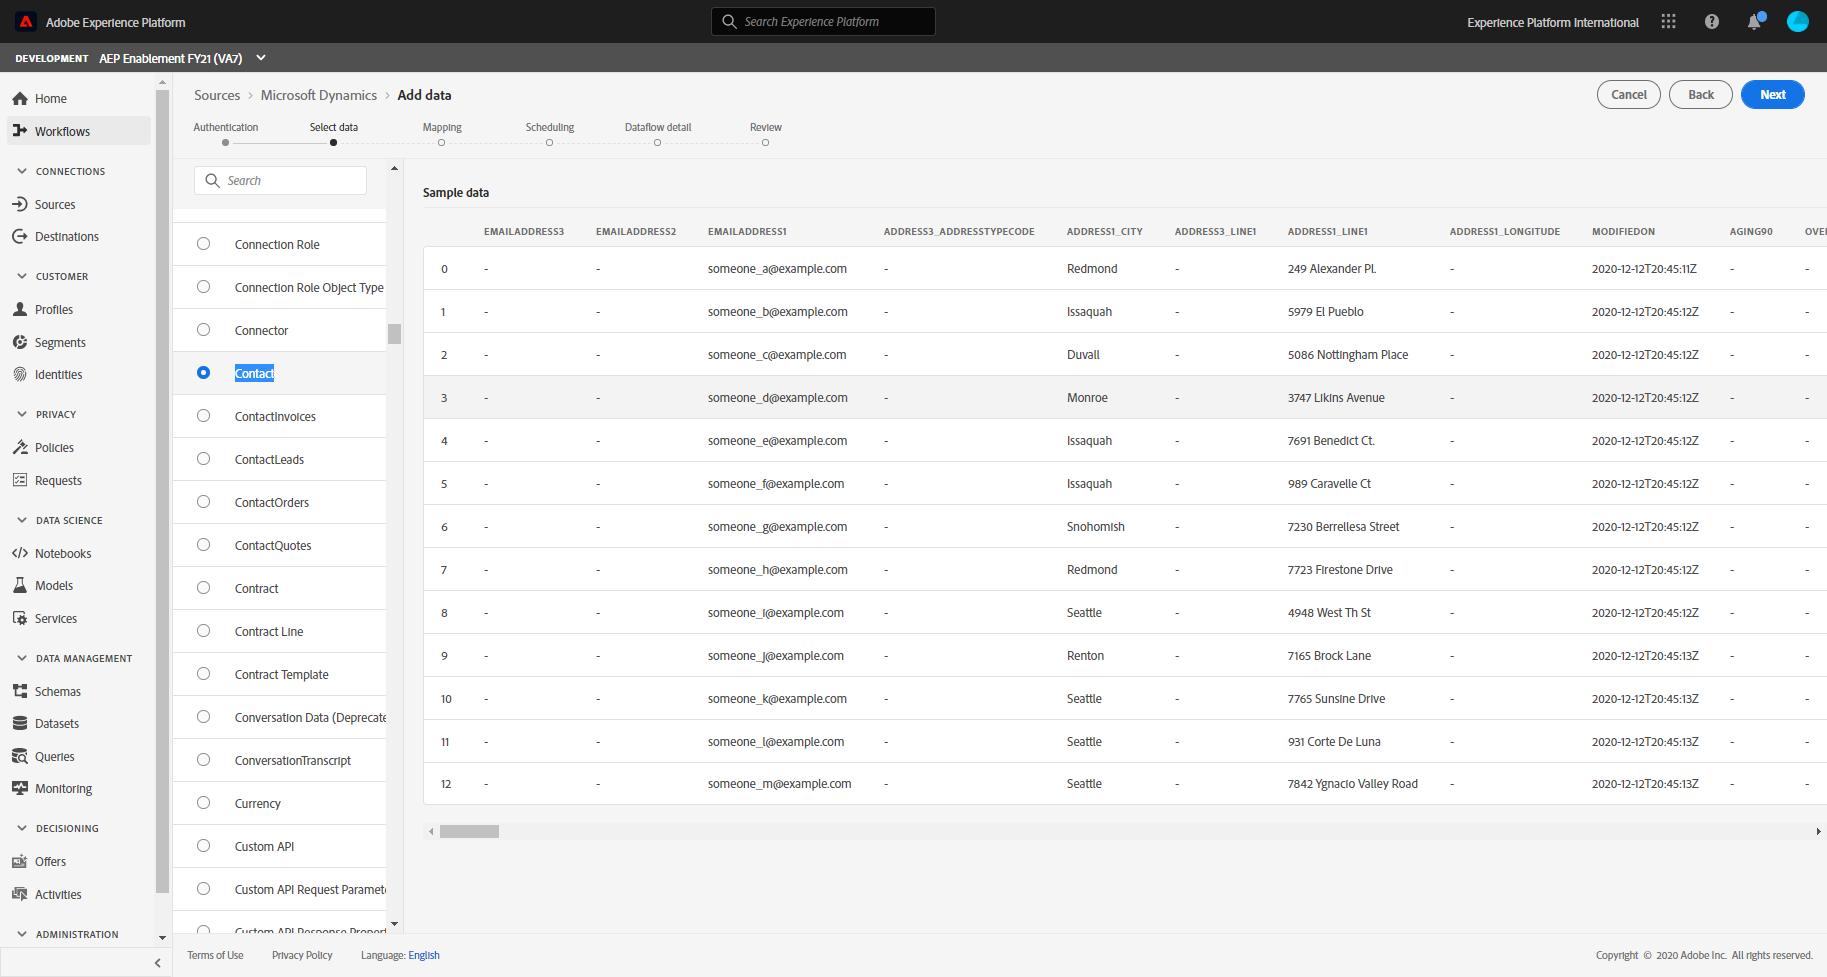 Adobe Experience Platform
Search Experience Platform
Experience Platform International
DEVELOPMENT AEP Enablement FY21 (VA7)
Home
Workflows
CONNECTIONS
Sources
Destinations
CUSTOMER
Profiles
Segments
Identities
PRIVACY
Policies
Requests
DATA SCIENCE
Notebooks
Models
Services
DATA MANAGEMENT
Schemas
Datasets
Queries
Monitoring
DECISIONING
Offers
Activities
ADMINISTRATION
Sources > Microsoft Dynamics > Add data
Cancel Back Next
Authentication Select data Mapping Scheduling Dataflow detail Review
Search
Connection Role
Connection Role Object Type
Connector
Contact
ContactInvoices
ContactLeads
ContactOrders
ContactQuotes
Contract
Contract Line
Contract Template
Conversation Data (Deprecate
ConversationTranscript
Currency
Custom API
Custom API Request Paramet
Custom API Response Propert
Sample data
EMAILADDRESS3 EMAILADDRESS2 EMAILADDRESS1 ADDRESS3_ADDRESSTYPECODE ADDRESS1_CITY ADDRESS3_LINE1 ADDRESS1_LINE1 ADDRESS1_LONGITUDE MODIFIEDON AGING90 OVE
0 - - someone_a@example.com - Redmond - 249 Alexander Pl. - 2020-12-12T20:45:11Z - -
1 - - someone_b@example.com - Issaquah - 5979 El Pueblo - 2020-12-12T20:45:12Z - -
2 - - someone_c@example.com - Duvall - 5086 Nottingham Place - 2020-12-12T20:45:12Z - -
3 - - someone_d@example.com - Monroe - 3747 Likins Avenue - 2020-12-12T20:45:12Z - -
4 - - someone_e@example.com - Issaquah - 7691 Benedict Ct. - 2020-12-12T20:45:12Z - -
5 - - someone_f@example.com - Issaquah - 989 Caravelle Ct - 2020-12-12T20:45:12Z - -
6 - - someone_g@example.com - Snohomish - 7230 Berrellesa Street - 2020-12-12T20:45:12Z - -
7 - - someone_h@example.com - Redmond - 7723 Firestone Drive - 2020-12-12T20:45:12Z - -
8 - - someone_i@example.com - Seattle - 4948 West Th St - 2020-12-12T20:45:12Z - -
9 - - someone_j@example.com - Renton - 7165 Brock Lane - 2020-12-12T20:45:13Z - -
10 - - someone_k@example.com - Seattle - 7765 Sunsine Drive - 2020-12-12T20:45:13Z - -
11 - - someone_l@example.com - Seattle - 931 Corte De Luna - 2020-12-12T20:45:13Z - -
12 - - someone_m@example.com - Seattle - 7842 Ygnacio Valley Road - 2020-12-12T20:45:13Z - -
Terms of Use Privacy Policy Language: English
Copyright © 2020 Adobe Inc. All rights reserved.